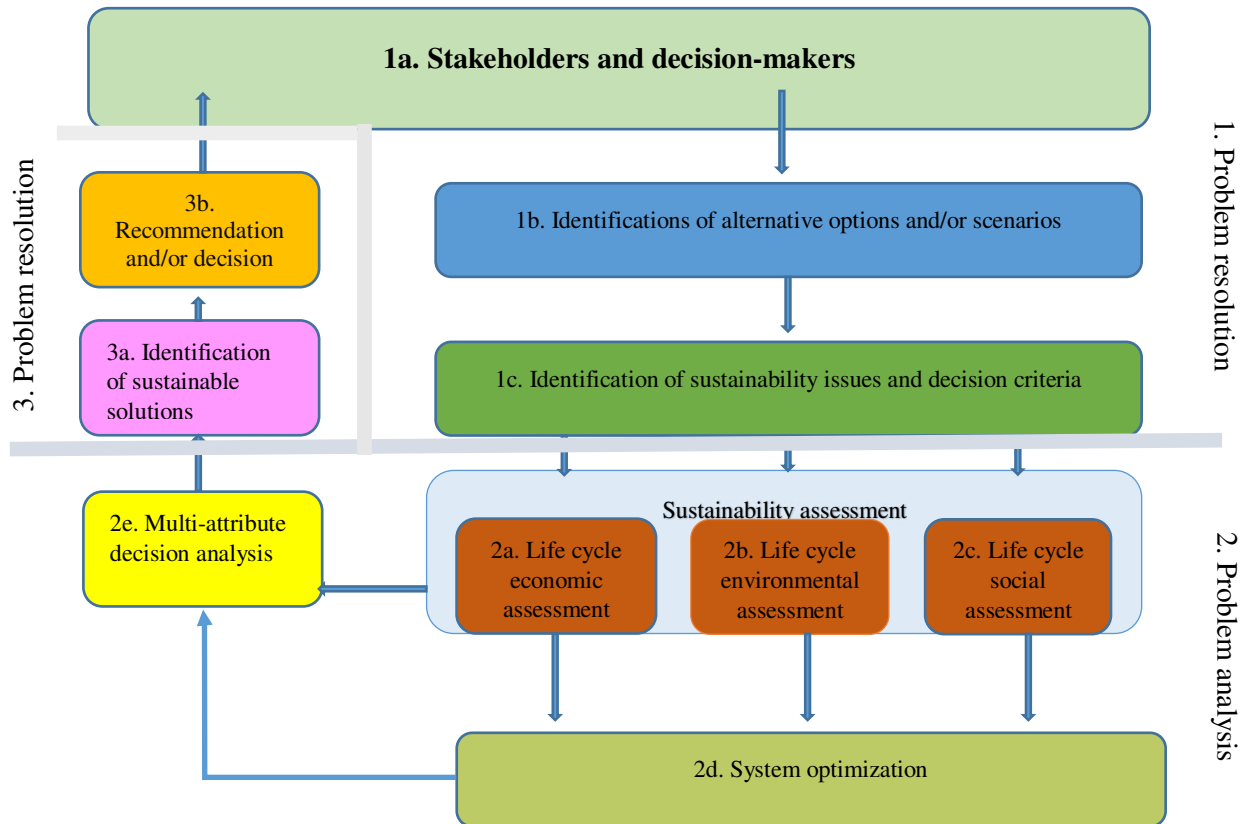 1a. Stakeholders and decision-makers
1. Problem resolution
3. Problem resolution
3b.
Recommendation
and/or decision
1b. Identifications of alternative options and/or scenarios
3a. Identification
of sustainable
solutions
1c. Identification of sustainability issues and decision criteria
2e. Multi-attribute
decision analysis
Sustainability assessment
2a. Life cycle
economic
assessment
2b. Life cycle
environmental
assessment
2c. Life cycle
social
assessment
2. Problem analysis
2d. System optimization